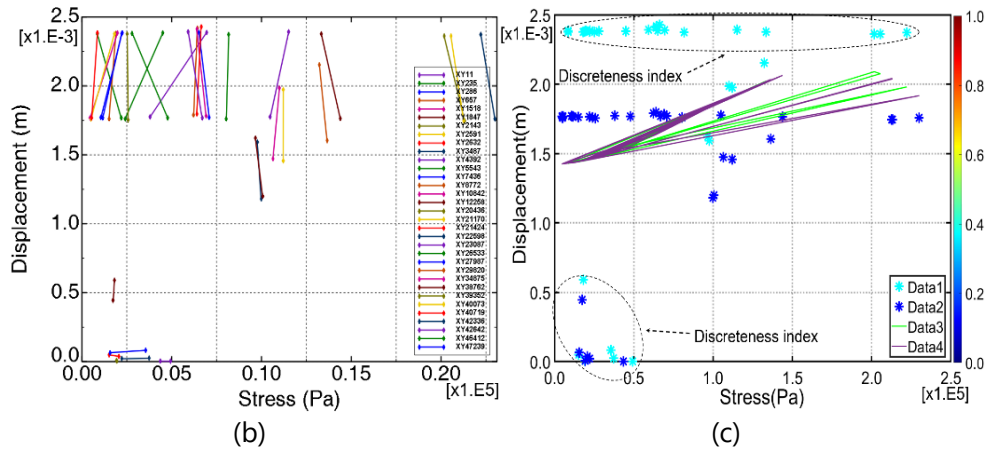 2.5
[x1.E-3]
2.0
1.5
1.0
0.5
0.0
Displacement (m)
0.00
0.05
0.10
0.15
0.20
Stress (Pa)
[x1.E5]
XY11
XY235
XY286
XY657
XY1518
XY1847
XY2143
XY2591
XY2632
XY3487
XY4392
XY5543
XY7436
XY8772
XY10842
XY12258
XY20436
XY21170
XY21424
XY22598
XY23087
XY26533
XY27987
XY29820
XY34875
XY38762
XY39352
XY40073
XY40719
XY42336
XY42642
XY46412
XY47239
(b)
2.5
[x1.E-3]
2.0
1.5
1.0
0.5
0.0
Displacement(m)
Discreteness index
Discreteness index
Data1
Data2
Data3
Data4
0.0
0.5
1.0
1.5
2.0
2.5
Stress(Pa)
[x1.E5]
1.0
0.8
0.6
0.4
0.2
0.0
(c)